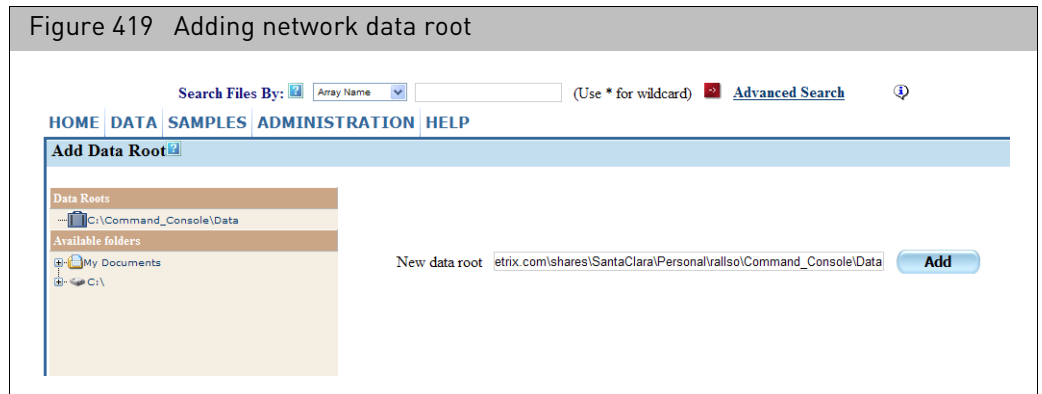 Figure 419 Adding network data root
Search Files By: ? Array Name (Use * for wildcard) Advanced Search
HOME DATA SAMPLES ADMINISTRATION HELP
Add Data Root ?
Data Roots
C:\Command_Console\Data
Available folders
My Documents
C:\
New data root etrix.com\shares\SantaClara\Personal\rallso\Command_Console\Data Add